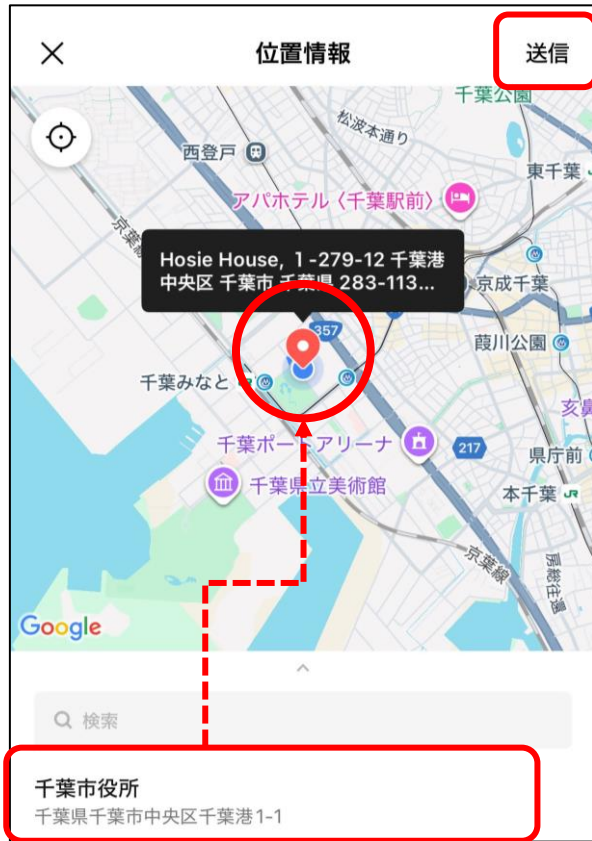 位置情報
送信
千葉公園
松波本通り
西登戸
東千葉
アパホテル〈千葉駅前〉
京葉線
Hosie House, 1-279-12 千葉港
中央区 千葉市 千葉県 283-113...
京成千葉
357
葭川公園
千葉みなと
亥鼻
千葉ポートアリーナ
217
県庁前
千葉県立美術館
本千葉 JR
京葉線
房総往還
Google
検索
千葉市役所
千葉県千葉市中央区千葉港1-1